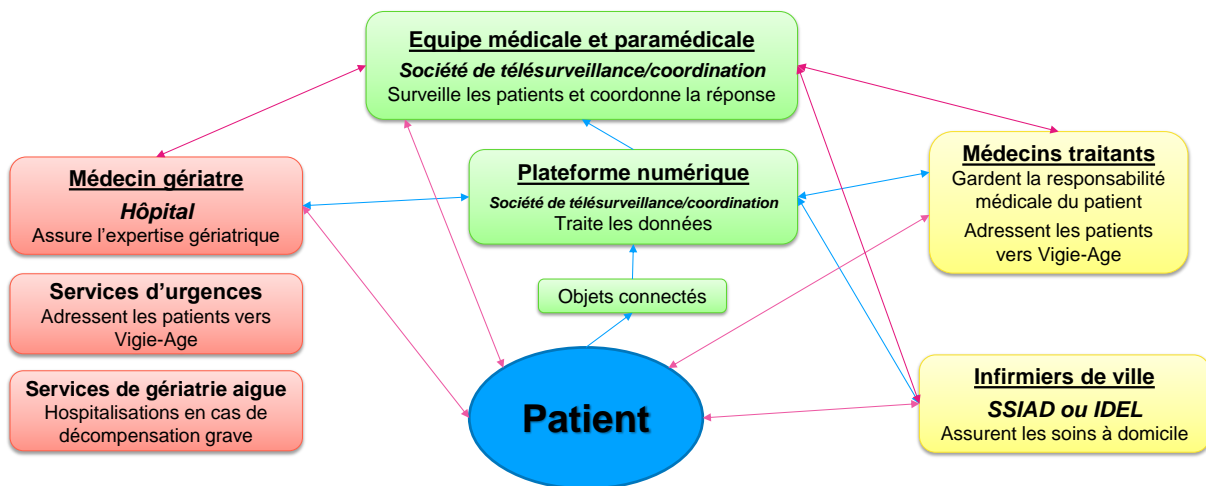 Equipe médicale et paramédicale
Société de télésurveillance/coordination
Surveille les patients et coordonne la réponse
Médecin gériatre
Hôpital
Assure l’expertise gériatrique
Plateforme numérique
Société de télésurveillance/coordination
Traite les données
Médecins traitants
Gardent la responsabilité
médicale du patient
Adressent les patients
vers Vigie-Age
Services d’urgences
Adressent les patients vers
Vigie-Age
Objets connectés
Services de gériatrie aigue
Hospitalisations en cas de
décompensation grave
Patient
Infirmiers de ville
SSIAD ou IDEL
Assurent les soins à domicile